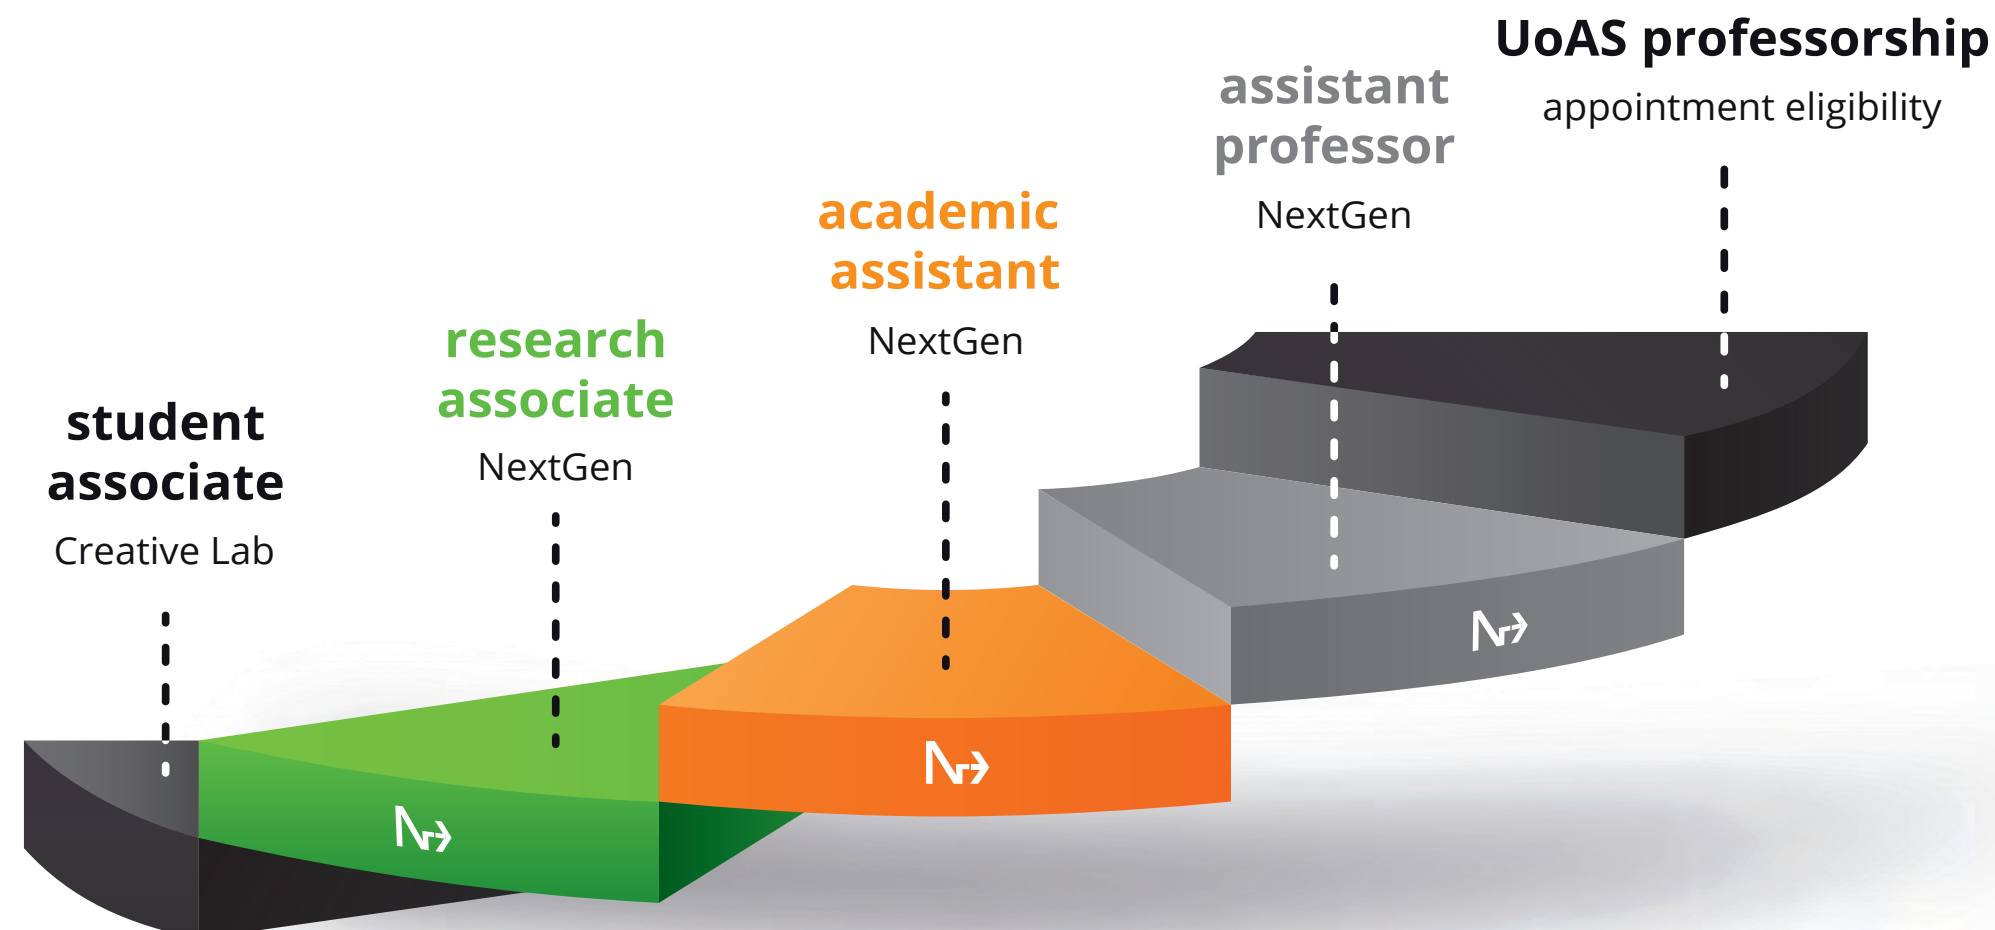 student
associate
Creative Lab
research
associate
NextGen
academic
assistant
NextGen
assistant
professor
NextGen
UoAS professorship
appointment eligibility